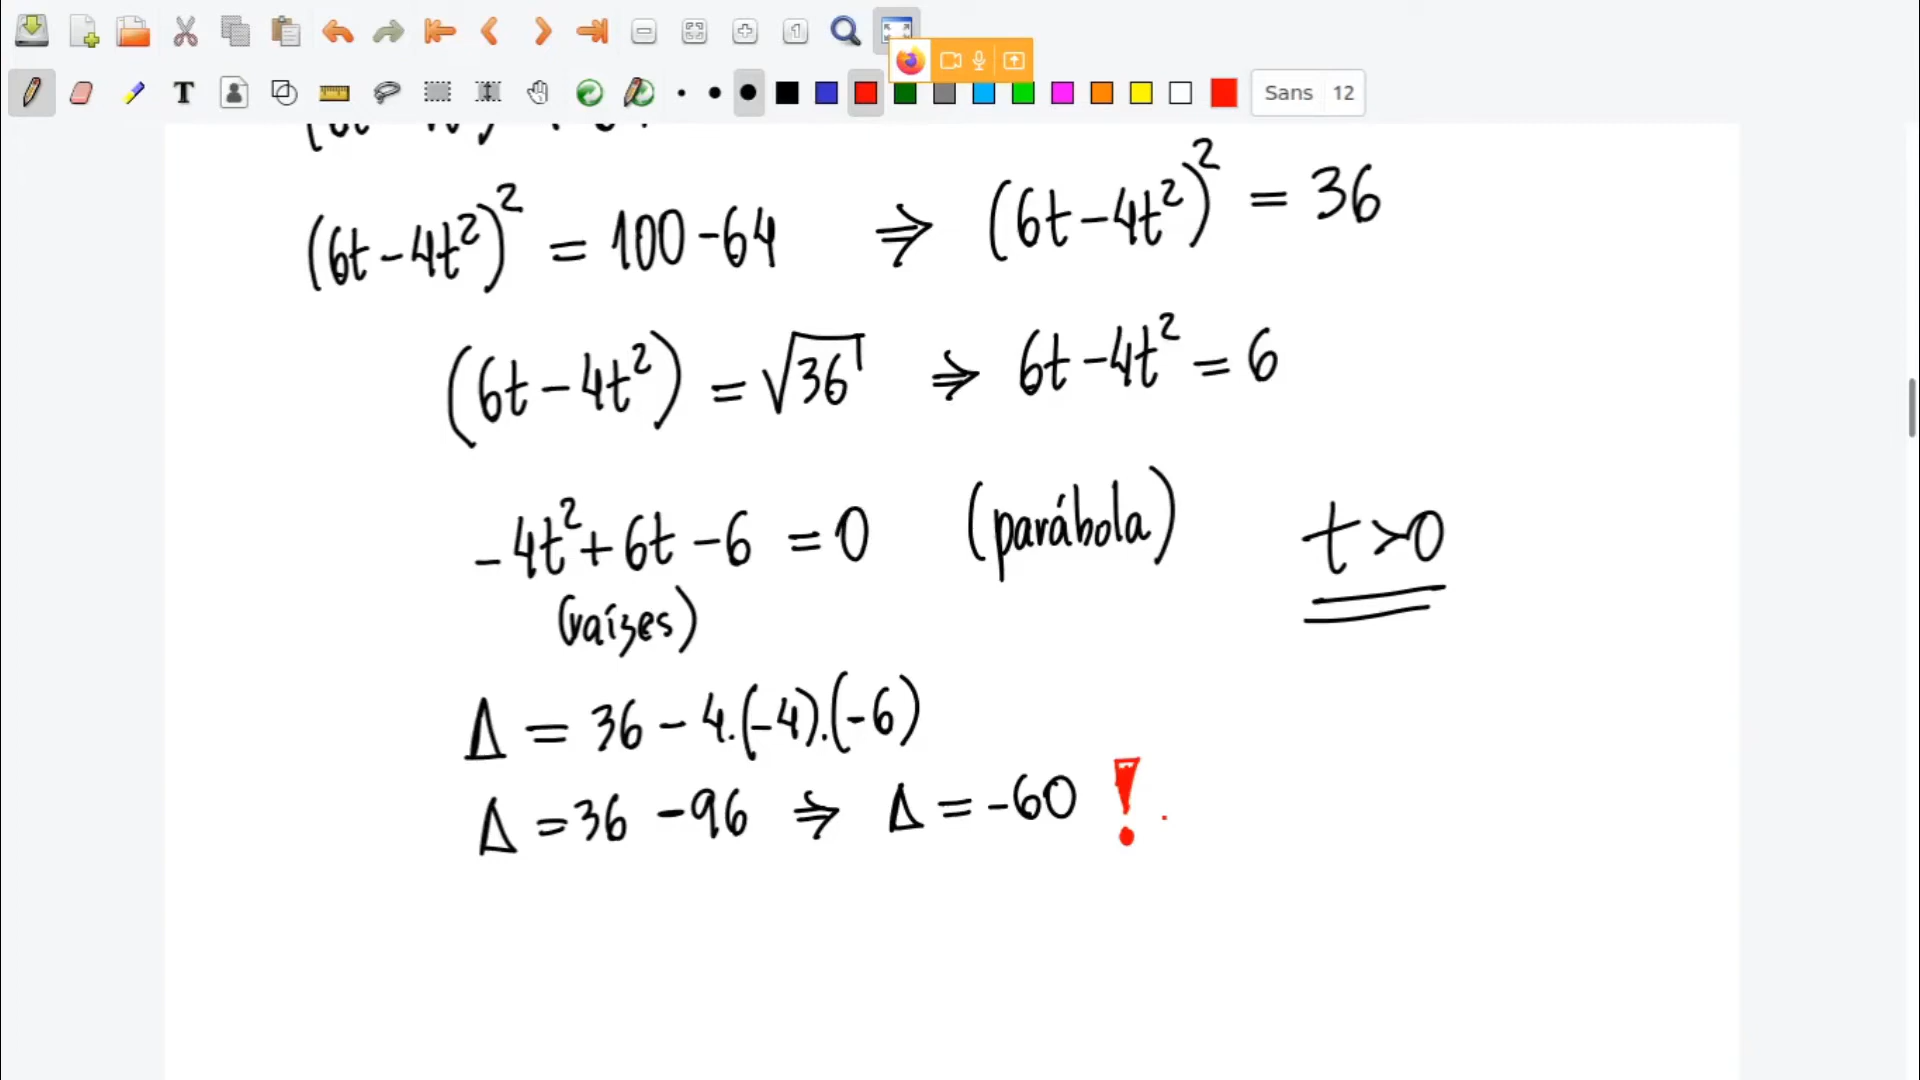 Sans 12
(6t-4t²)² = 100-64 ⇒ (6t-4t²)² = 36
(6t-4t²) = √36 ⇒ 6t-4t² = 6
-4t²+6t-6 = 0 (parábola) t>0
(raízes)
Δ = 36-4.(-4).(-6)
Δ = 36-96 ⇒ Δ = -60 !